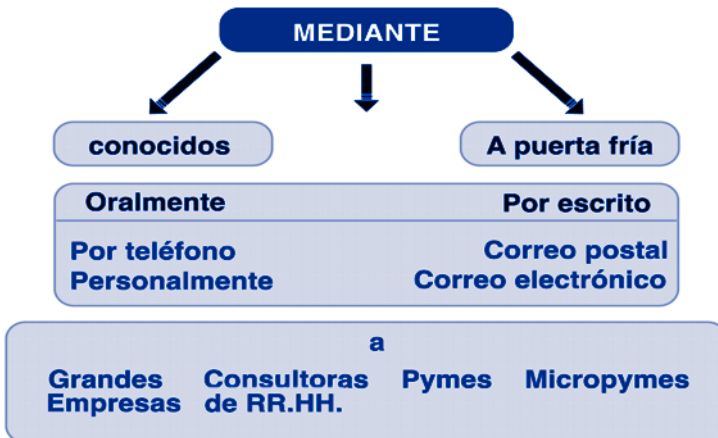 MEDIANTE
conocidos
A puerta fría
Oralmente
Por escrito
Por teléfono
Personalmente
Correo postal
Correo electrónico
a
Grandes
Empresas
Consultoras
de RR.HH.
Pymes
Micropymes